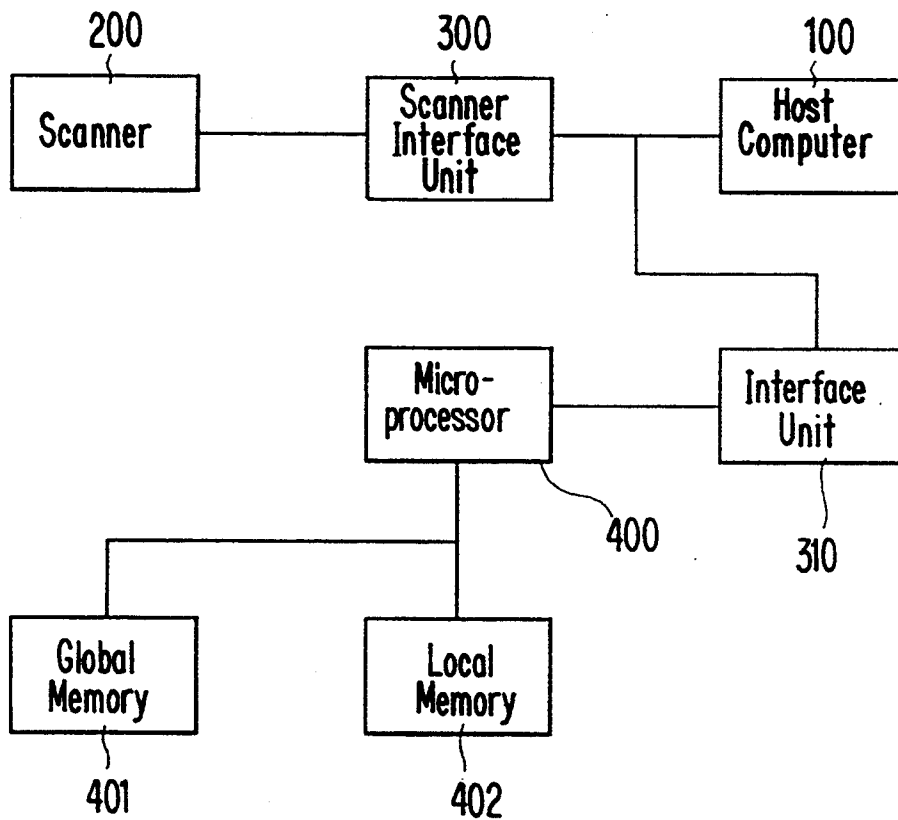 200
300
100
Scanner
Scanner
Interface
Unit
Host
Computer
Micro-
processor
Interface
Unit
400
310
Global
Memory
Local
Memory
401
402